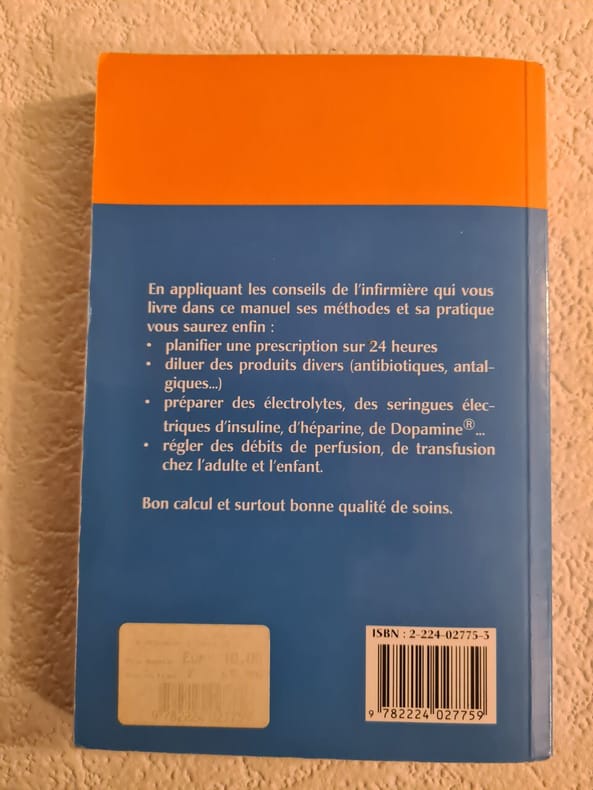 En appliquant les conseils de l'infirmière qui vous
livre dans ce manuel ses méthodes et sa pratique
vous saurez enfin :
• planifier une prescription sur 24 heures
• diluer des produits divers (antibiotiques, antal-
giques...)
• préparer des électrolytes, des seringues élec-
triques d'insuline, d'héparine, de Dopamine®...
• régler des débits de perfusion, de transfusion
chez l'adulte et l'enfant.
Bon calcul et surtout bonne qualité de soins.
ISBN : 2-224-02775-3
9 782224 027759